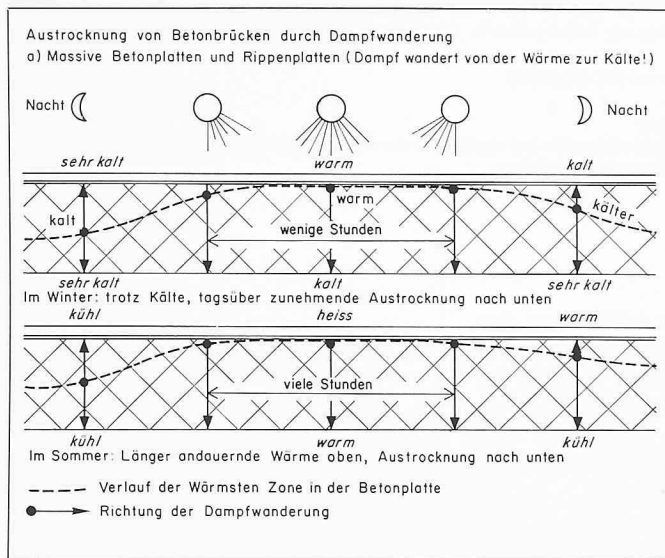 Austrocknung von Betonbrücken durch Dampfwanderung
a) Massive Betonplatten und Rippenplatten (Dampf wandert von der Wärme zur Kälte!)
Nacht
Nacht
sehr kalt
warm
kalt
kalt
warm
kälter
wenige Stunden
sehr kalt
kalt
sehr kalt
Im Winter: trotz Kälte, tagsüber zunehmende Austrocknung nach unten
kühl
heiss
warm
viele Stunden
kühl
warm
kühl
Im Sommer: Länger andauernde Wärme oben, Austrocknung nach unten
Verlauf der Wärmsten Zone in der Betonplatte
Richtung der Dampfwanderung